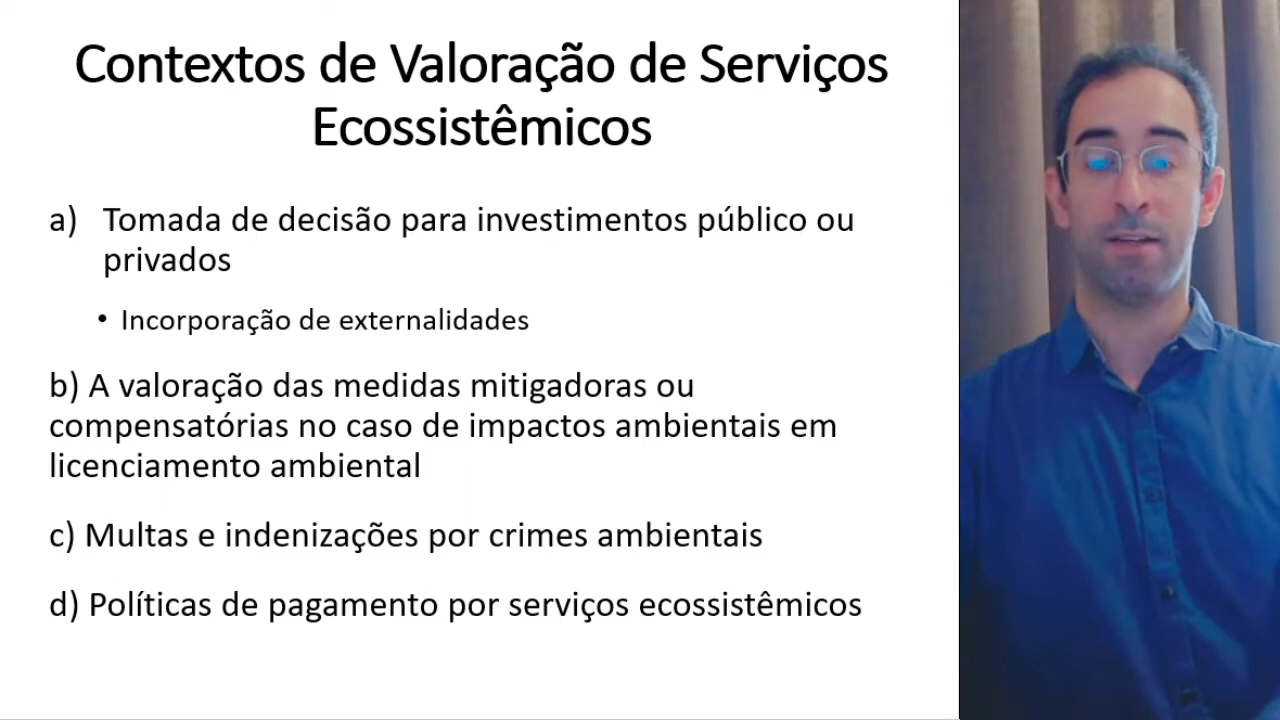 Contextos de Valoração de Serviços
Ecossistêmicos
a) Tomada de decisão para investimentos público ou
privados
• Incorporação de externalidades
b) A valoração das medidas mitigadoras ou
compensatórias no caso de impactos ambientais em
licenciamento ambiental
c) Multas e indenizações por crimes ambientais
d) Políticas de pagamento por serviços ecossistêmicos